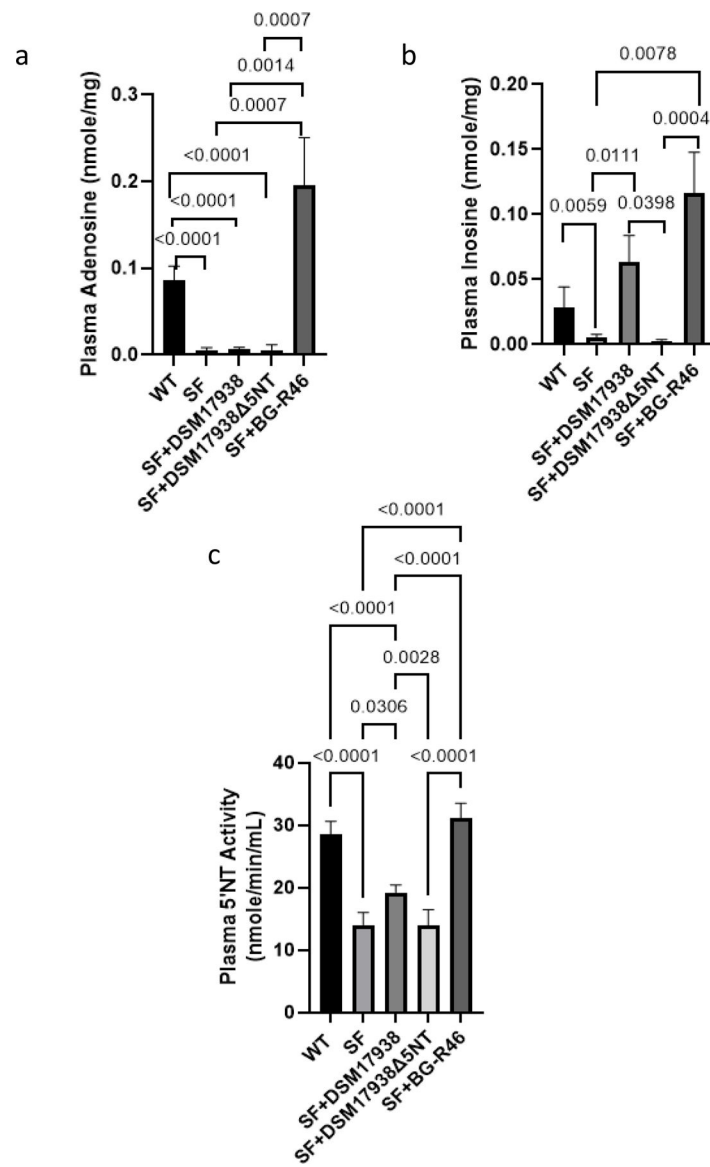 a
0.0007
0.0014
0.0007
<0.0001
<0.0001
<0.0001
Plasma Adenosine (nmole/mg)
0.3
0.2
0.1
0.0
WT
SF
SF+DSM17938
SF+DSM17938Δ5NT
SF+BG-R46
b
0.0078
0.0004
0.0111
0.0398
0.0059
Plasma Inosine (nmole/mg)
0.20
0.15
0.10
0.05
0.00
WT
SF
SF+DSM17938
SF+DSM17938Δ5NT
SF+BG-R46
c
<0.0001
<0.0001
<0.0001
0.0028
0.0306
<0.0001
<0.0001
Plasma 5'NT Activity
(nmole/min/mL)
40
30
20
10
0
WT
SF
SF+DSM17938
SF+DSM17938Δ5NT
SF+BG-R46